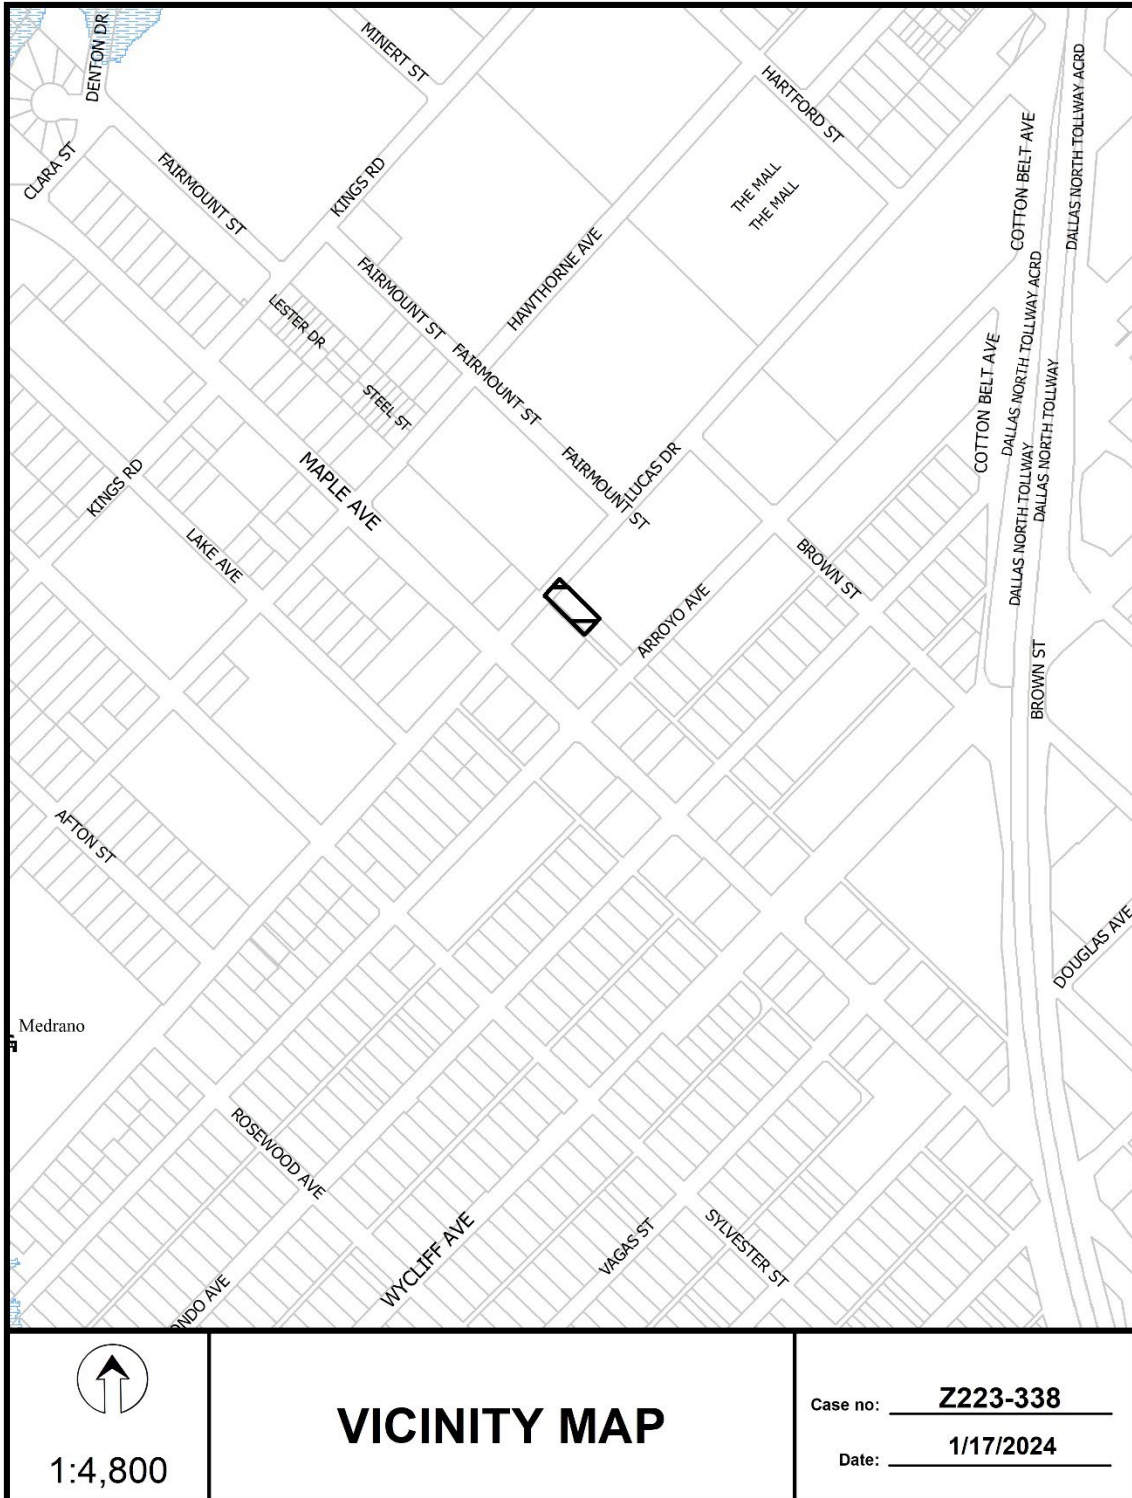 DENTON DR
MINERT ST
HARTFORD ST
DALLAS NORTH TOLLWAY ACRD
COTTON BELT AVE
CLARA ST
FAIRMOUNT ST
KINGS RD
THE MALL
THE MALL
HAWTHORNE AVE
FAIRMOUNT ST
LESTER DR
FAIRMOUNT ST
STEEL ST
COTTON BELT AVE
DALLAS NORTH TOLLWAY ACRD
DALLAS NORTH TOLLWAY
DALLAS NORTH TOLLWAY
MAPLE AVE
KINGS RD
FAIRMOUNT ST
LUCAS DR
LAKE AVE
BROWN ST
ARROYO AVE
BROWN ST
AFTON ST
DOUGLAS AVE
Medrano
ROSEWOOD AVE
WYCLIFF AVE
VAGAS ST
SYLVESTER ST
ONDO AVE
1:4,800
VICINITY MAP
Case no: Z223-338
Date: 1/17/2024